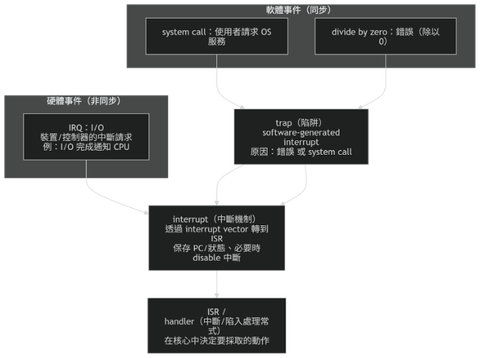 軟體事件（同步）
system call：使用者請求 OS
服務
divide by zero：錯誤（除以
0）
硬體事件（非同步）
IRQ：I/O
裝置/控制器的中斷請求
例：I/O 完成通知 CPU
trap（陷阱）
software-generated
interrupt
原因：錯誤 或 system call
interrupt（中斷機制）
透過 interrupt vector 轉到
ISR
保存 PC/狀態、必要時
disable 中斷
ISR /
handler（中斷/陷入處理常
式）
在核心中決定要採取的動作